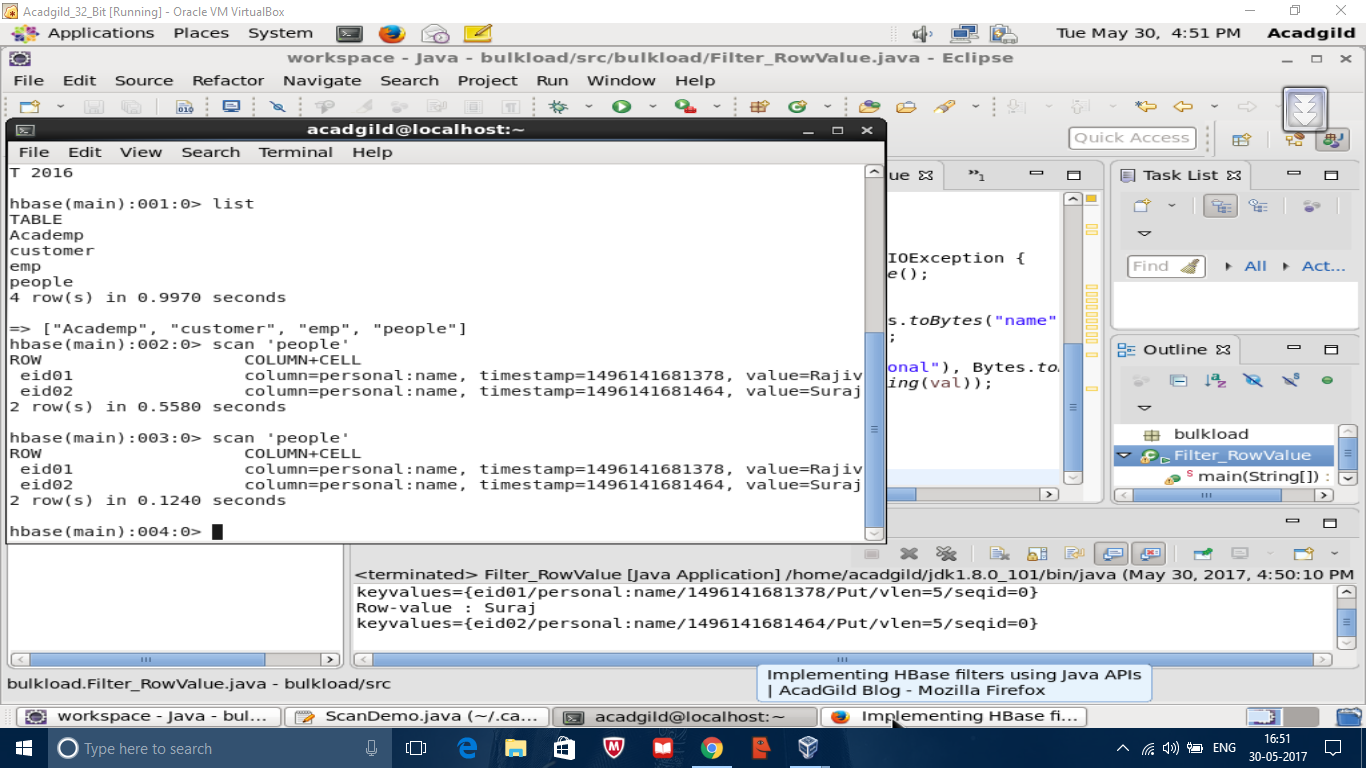 Acadgild_32_Bit [Running] - Oracle VM VirtualBox
Applications Places System Tue May 30, 4:51 PM Acadgild
workspace - Java - bulkload/src/bulkload/Filter_RowValue.java - Eclipse
File Edit Source Refactor Navigate Search Project Run Window Help
Quick Access
acadgild@localhost:~
File Edit View Search Terminal Help
T 2016
hbase(main):001:0> list
TABLE
Academp
customer
emp
people
4 row(s) in 0.9970 seconds
=> ["Academp", "customer", "emp", "people"]
hbase(main):002:0> scan 'people'
ROW COLUMN+CELL
eid01 column=personal:name, timestamp=1496141681378, value=Rajiv
eid02 column=personal:name, timestamp=1496141681464, value=Suraj
2 row(s) in 0.5580 seconds
hbase(main):003:0> scan 'people'
ROW COLUMN+CELL
eid01 column=personal:name, timestamp=1496141681378, value=Rajiv
eid02 column=personal:name, timestamp=1496141681464, value=Suraj
2 row(s) in 0.1240 seconds
hbase(main):004:0>
ue
»1
IOException {
e();
s.toBytes("name"
;
onal"), Bytes.to
ing(val));
Task List
Find All Act...
Outline
bulkload
Filter_RowValue
main(String[]) :
<terminated> Filter_RowValue [Java Application] /home/acadgild/jdk1.8.0_101/bin/java (May 30, 2017, 4:50:10 PM
keyvalues={eid01/personal:name/1496141681378/Put/vlen=5/seqid=0}
Row-value : Suraj
keyvalues={eid02/personal:name/1496141681464/Put/vlen=5/seqid=0}
Implementing HBase filters using Java APIs
| AcadGild Blog - Mozilla Firefox
bulkload.Filter_RowValue.java - bulkload/src
workspace - Java - bul... ScanDemo.java (~/.ca... acadgild@localhost:~ Implementing HBase fi...
Type here to search
ENG
16:51
30-05-2017